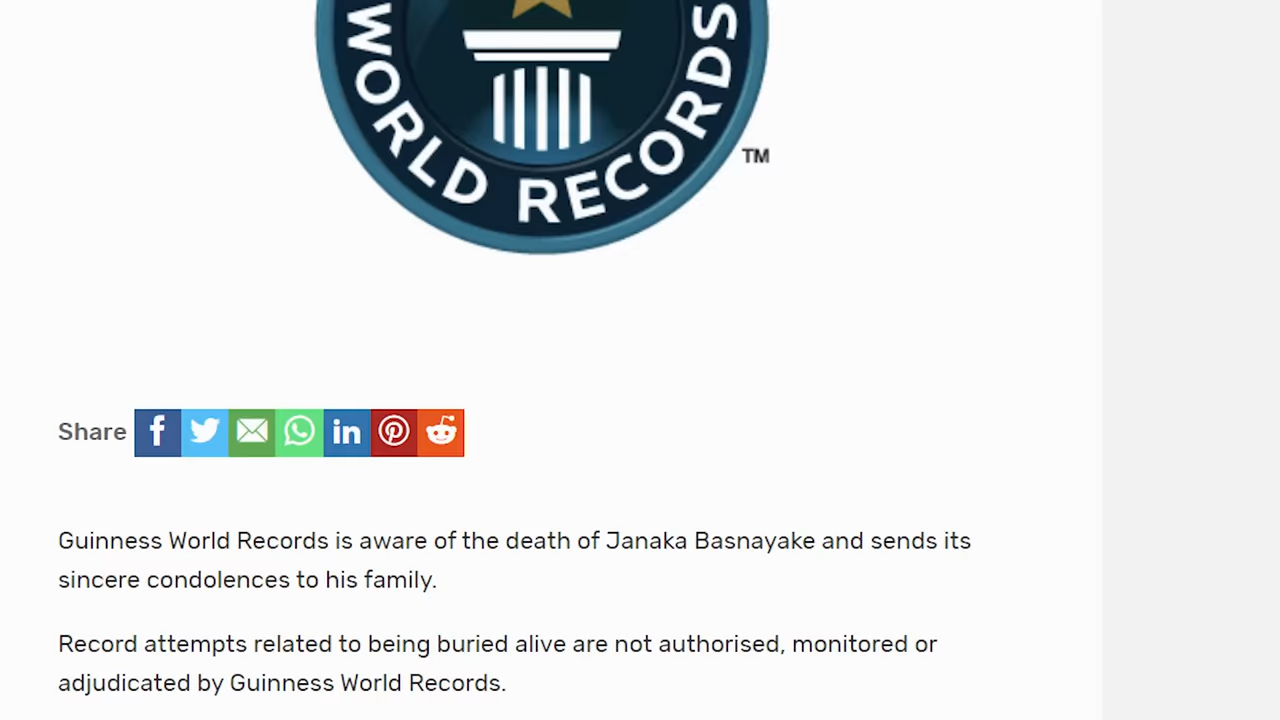 WORLD RECORDS
TM
Share
Guinness World Records is aware of the death of Janaka Basnayake and sends its
sincere condolences to his family.
Record attempts related to being buried alive are not authorised, monitored or
adjudicated by Guinness World Records.